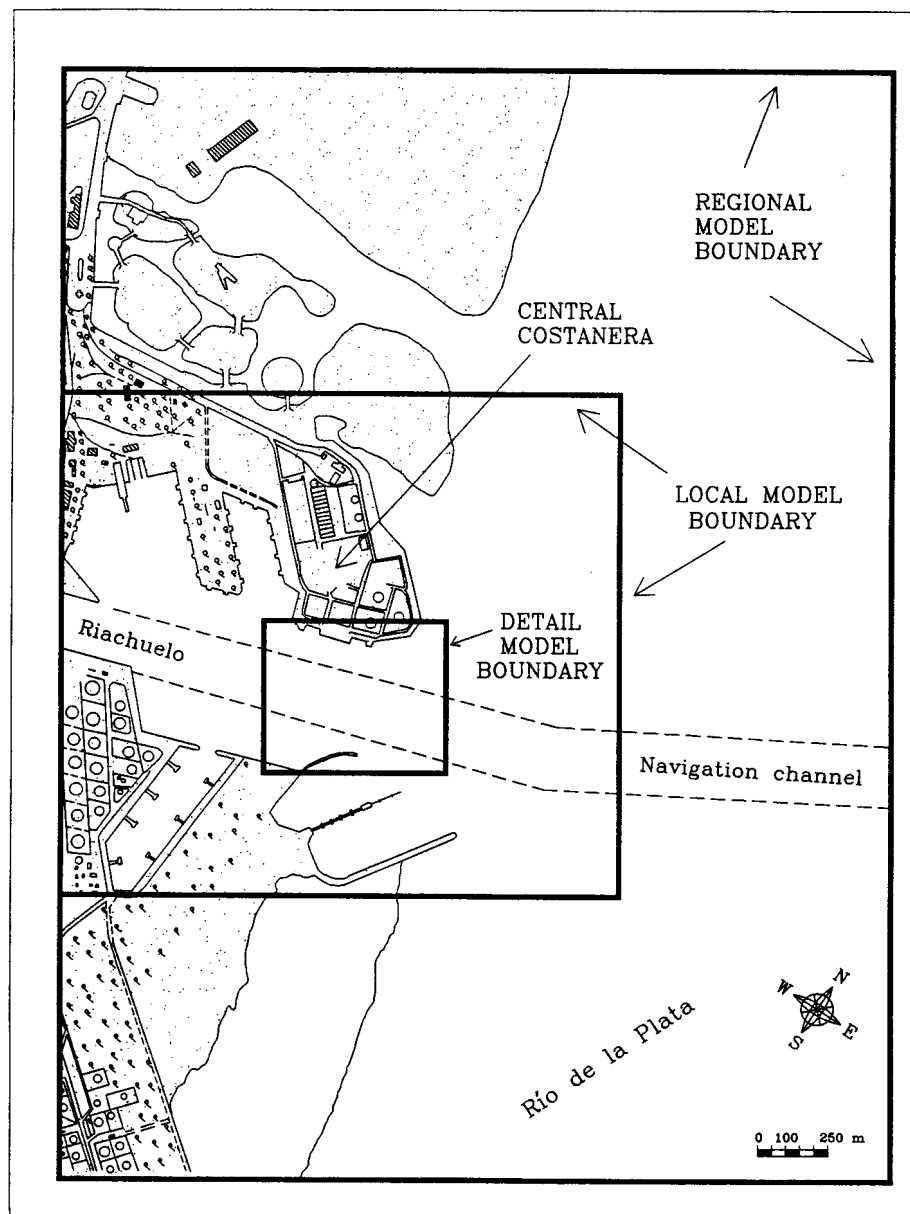 REGIONAL
MODEL
BOUNDARY
CENTRAL
COSTANERA
LOCAL MODEL
BOUNDARY
DETAIL
MODEL
BOUNDARY
Riachuelo
Navigation channel
Río de la Plata
N
W
E
S
0 100 250 m